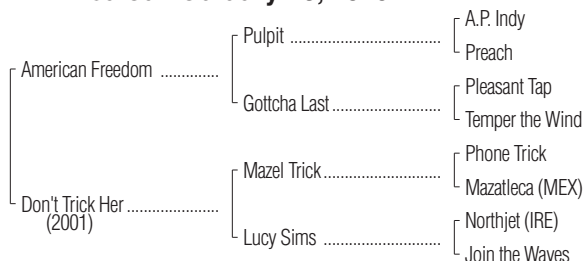 A.P. Indy
Pulpit ..............................
Preach
American Freedom ...............
Pleasant Tap
Gottcha Last............................
Temper the Wind
Phone Trick
Mazel Trick..............................
Mazatleca (MEX)
Don't Trick Her ........................
(2001)
Northjet (IRE)
Lucy Sims ...............................
Join the Waves